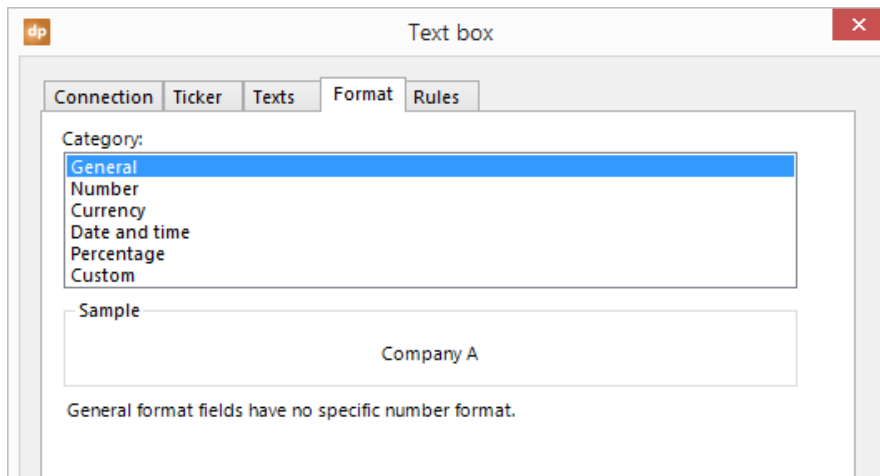 dp Text box
Connection Ticker Texts Format Rules
Category:
General
Number
Currency
Date and time
Percentage
Custom
Sample
Company A
General format fields have no specific number format.